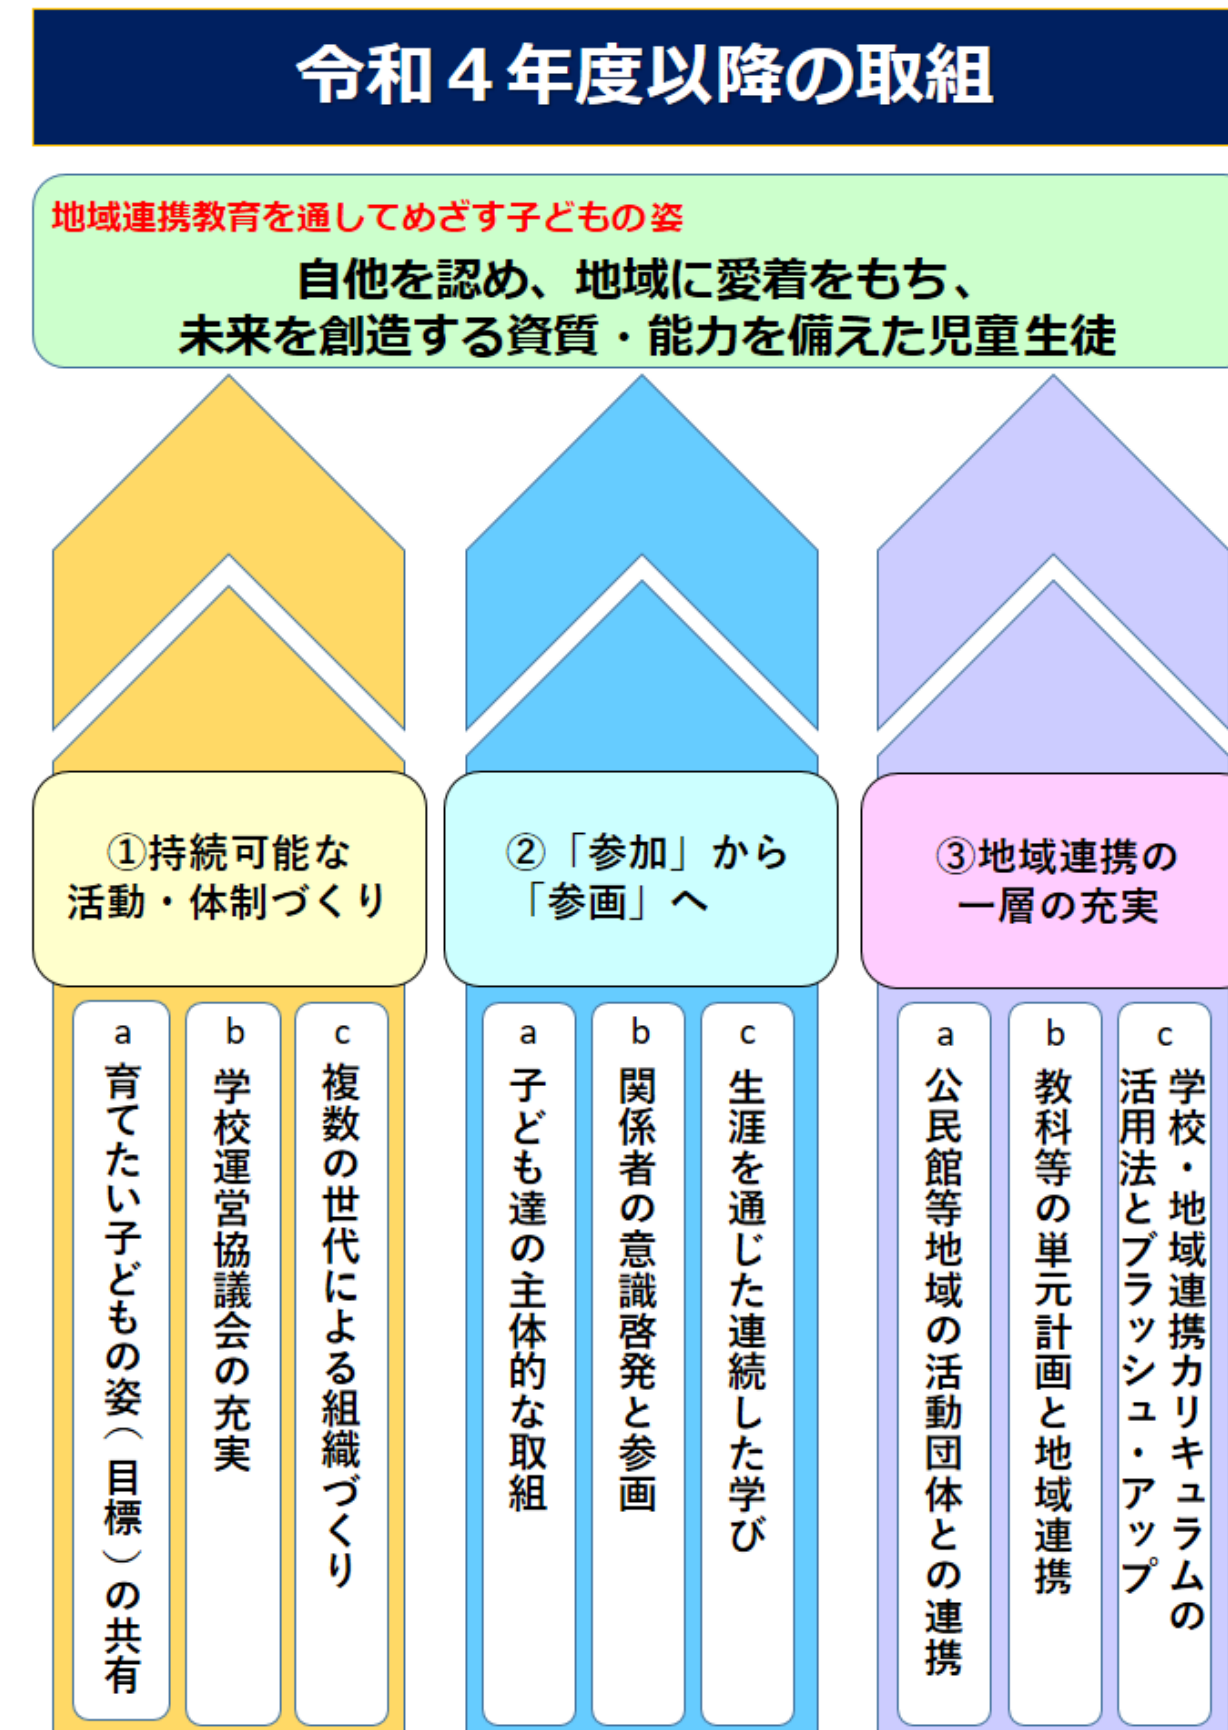 令和４年度以降の取組
地域連携教育を通してめざす子どもの姿
自他を認め、地域に愛着をもち、
未来を創造する資質・能力を備えた児童生徒
①持続可能な
活動・体制づくり
a
育てたい子どもの姿（目標）の共有
b
学校運営協議会の充実
c
複数の世代による組織づくり
②「参加」から
「参画」へ
a
子ども達の主体的な取組
b
関係者の意識啓発と参画
c
生涯を通じた連続した学び
③地域連携の
一層の充実
a
公民館等地域の活動団体との連携
b
教科等の単元計画と地域連携
c
学校・地域連携カリキュラムの
活用法とブラッシュ・アップ